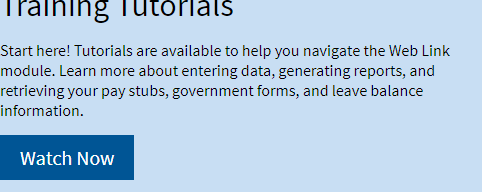 Training Tutorials
Start here! Tutorials are available to help you navigate the Web Link
module. Learn more about entering data, generating reports, and
retrieving your pay stubs, government forms, and leave balance
information.
Watch Now